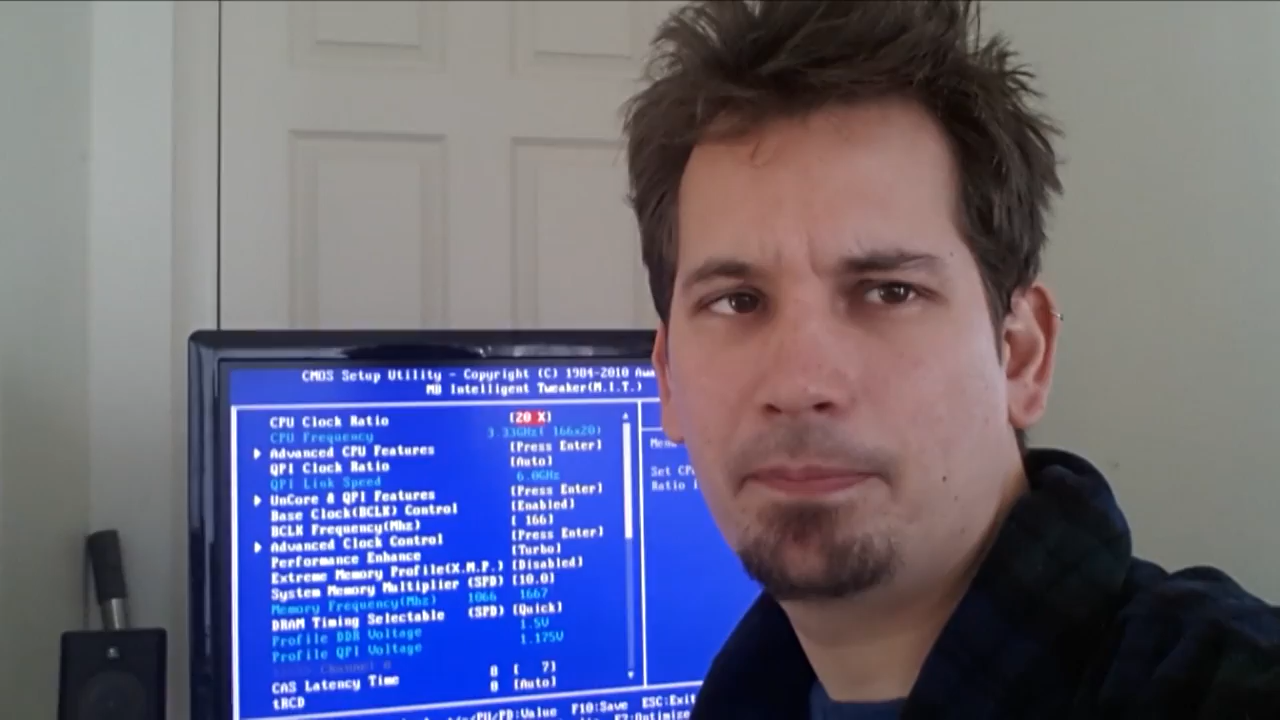 CMOS Setup Utility - Copyright (C) 1984-2010
MB Intelligent Tweaker(M.I.T.)
CPU Clock Ratio [20 X]
CPU Frequency 3.33GHz( 166x20)
Advanced CPU Features [Press Enter]
QPI Clock Ratio [Auto]
QPI Link Speed 6.0GHz
UnCore & QPI Features [Press Enter]
Base Clock(BCLK) Control [Enabled]
BCLK Frequency(Mhz) [ 166]
Advanced Clock Control [Press Enter]
Performance Enhance [Turbo]
Extreme Memory Profile(X.M.P.) [Disabled]
System Memory Multiplier (SPD) [10.0]
Memory Frequency(Mhz) 1066 1667
DRAM Timing Selectable (SPD) [Quick]
Profile DDR Voltage 1.5V
Profile QPI Voltage 1.175V
CAS Latency Time 8 [ 7]
tRCD 8 [Auto]
Set
Ratio
PU/PD:Value F10:Save ESC:Exit